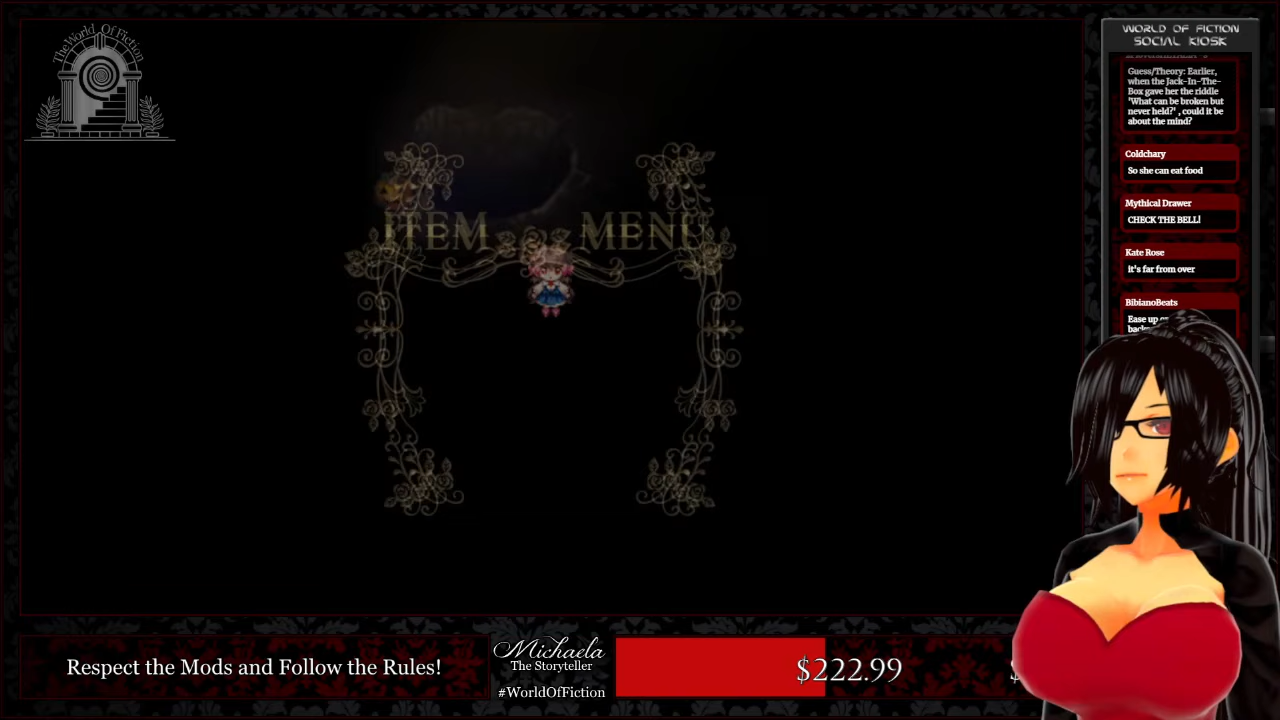 The World Of Fiction
WORLD OF FICTION
SOCIAL KIOSK
Guess/Theory: Earlier,
when the Jack-In-The-
Box gave her the riddle
'What can be broken but
never held?' , could it be
about the mind?
Coldchary
So she can eat food
Mythical Drawer
CHECK THE BELL!
Kate Rose
it's far from over
BibianoBeats
Ease up
ITEM MENU
Respect the Mods and Follow the Rules!
Michaela
The Storyteller
#WorldOfFiction
$222.99